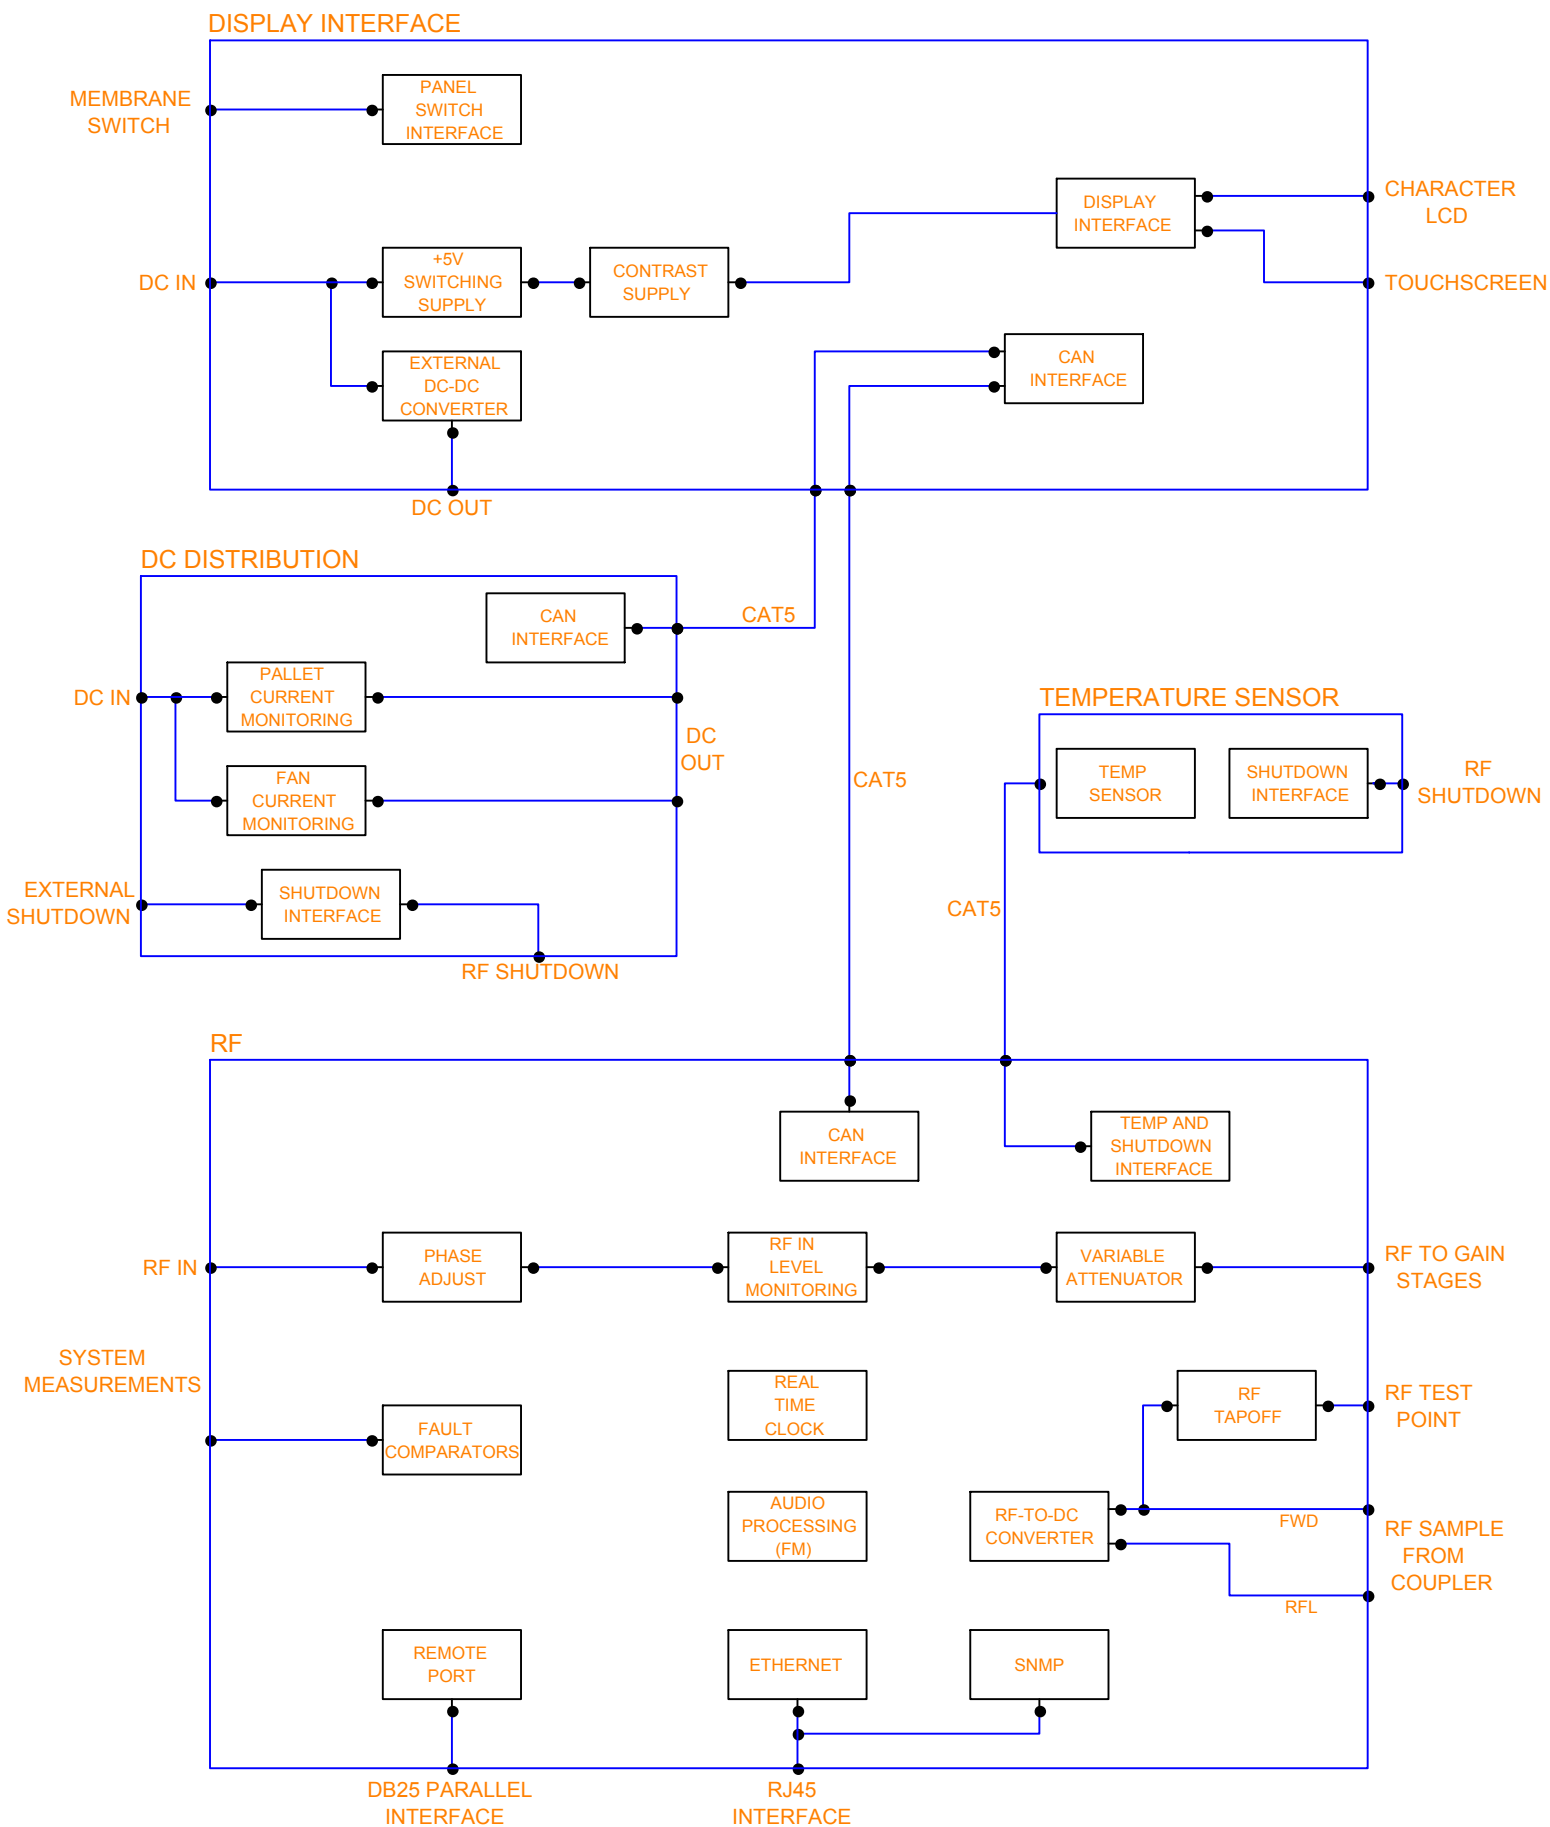 DISPLAY INTERFACE
MEMBRANE
SWITCH
PANEL
SWITCH
INTERFACE
DISPLAY
INTERFACE
CHARACTER
LCD
DC IN
+5V
SWITCHING
SUPPLY
CONTRAST
SUPPLY
TOUCHSCREEN
EXTERNAL
DC-DC
CONVERTER
CAN
INTERFACE
DC OUT
DC DISTRIBUTION
CAN
INTERFACE
CAT5
DC IN
PALLET
CURRENT
MONITORING
DC
OUT
FAN
CURRENT
MONITORING
EXTERNAL
SHUTDOWN
SHUTDOWN
INTERFACE
RF SHUTDOWN
CAT5
TEMPERATURE SENSOR
TEMP
SENSOR
SHUTDOWN
INTERFACE
RF
SHUTDOWN
CAT5
RF
CAN
INTERFACE
TEMP AND
SHUTDOWN
INTERFACE
RF IN
PHASE
ADJUST
RF IN
LEVEL
MONITORING
VARIABLE
ATTENUATOR
RF TO GAIN
STAGES
SYSTEM
MEASUREMENTS
FAULT
COMPARATORS
REAL
TIME
CLOCK
RF
TAPOFF
RF TEST
POINT
AUDIO
PROCESSING
(FM)
RF-TO-DC
CONVERTER
FWD
RFL
RF SAMPLE
FROM
COUPLER
REMOTE
PORT
ETHERNET
SNMP
DB25 PARALLEL
INTERFACE
RJ45
INTERFACE